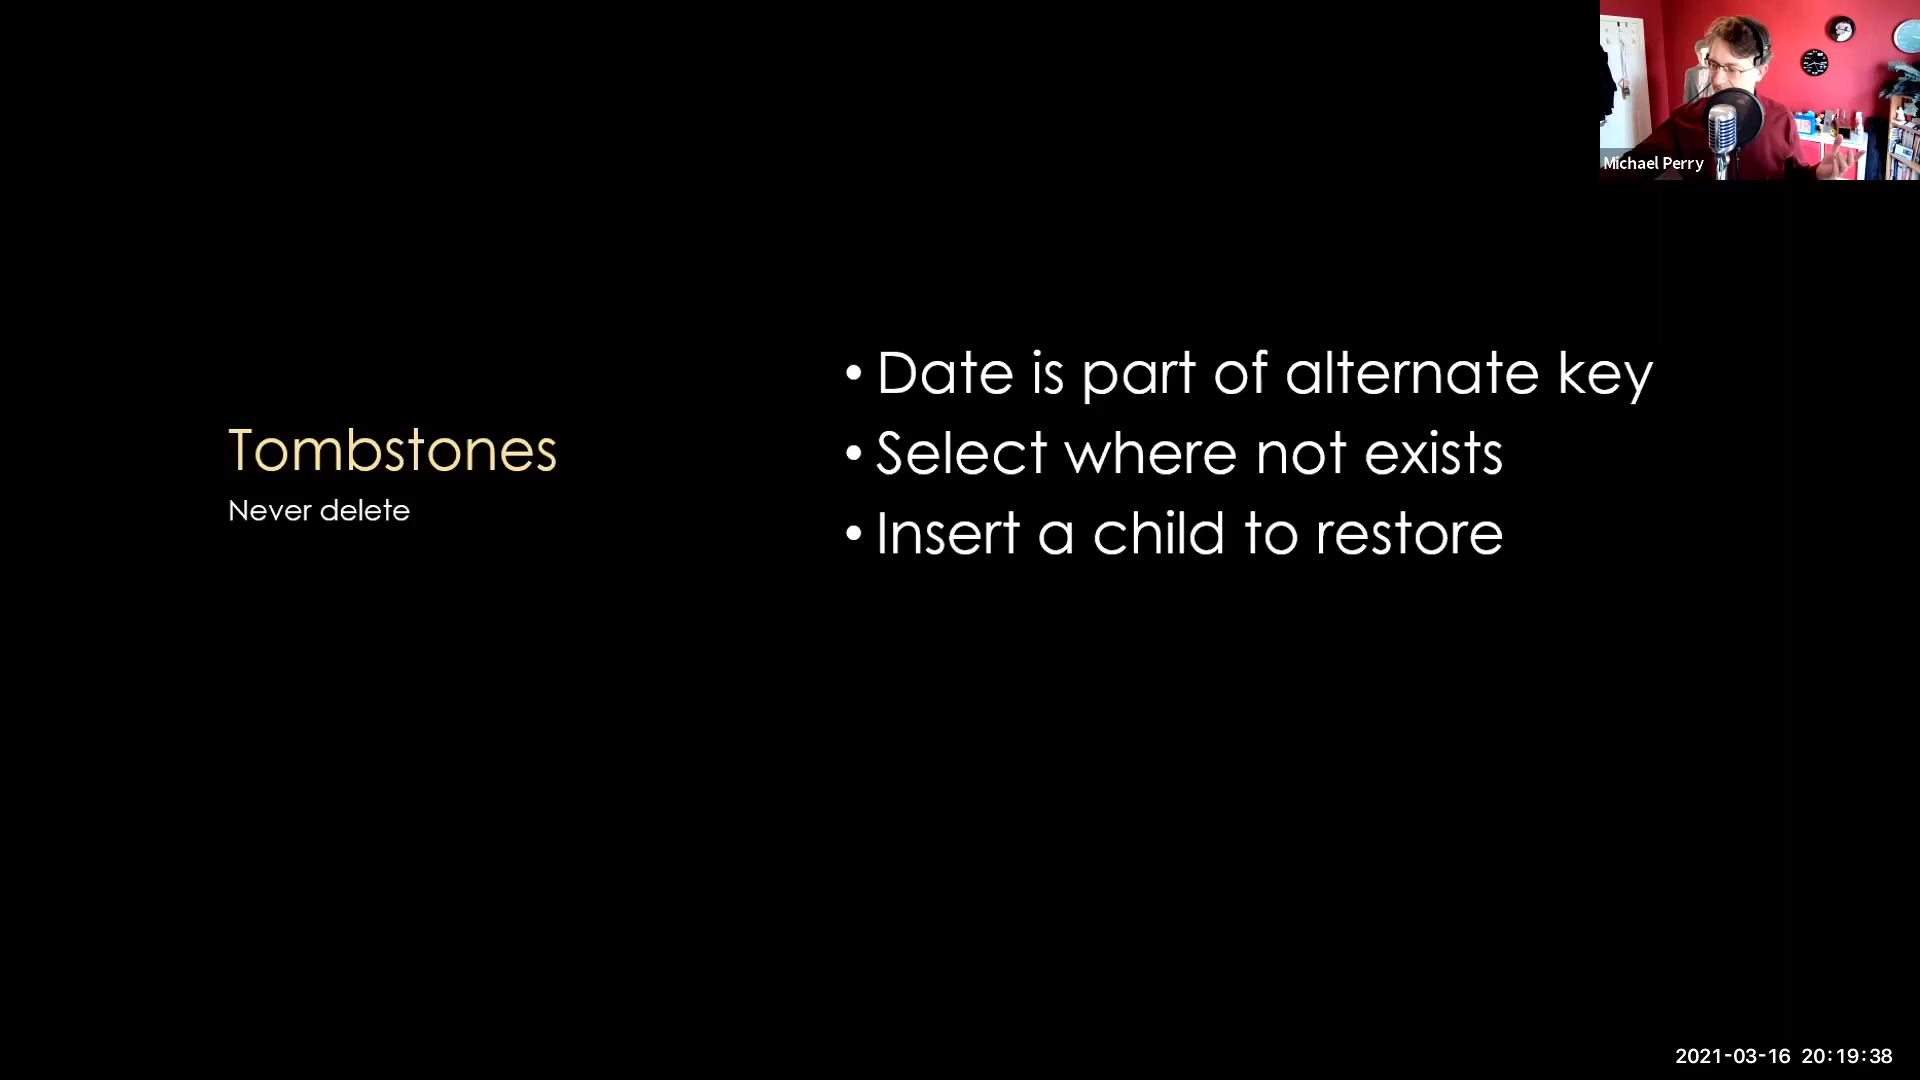 Michael Perry
Tombstones
Never delete
• Date is part of alternate key
• Select where not exists
• Insert a child to restore
2021-03-16 20:19:38